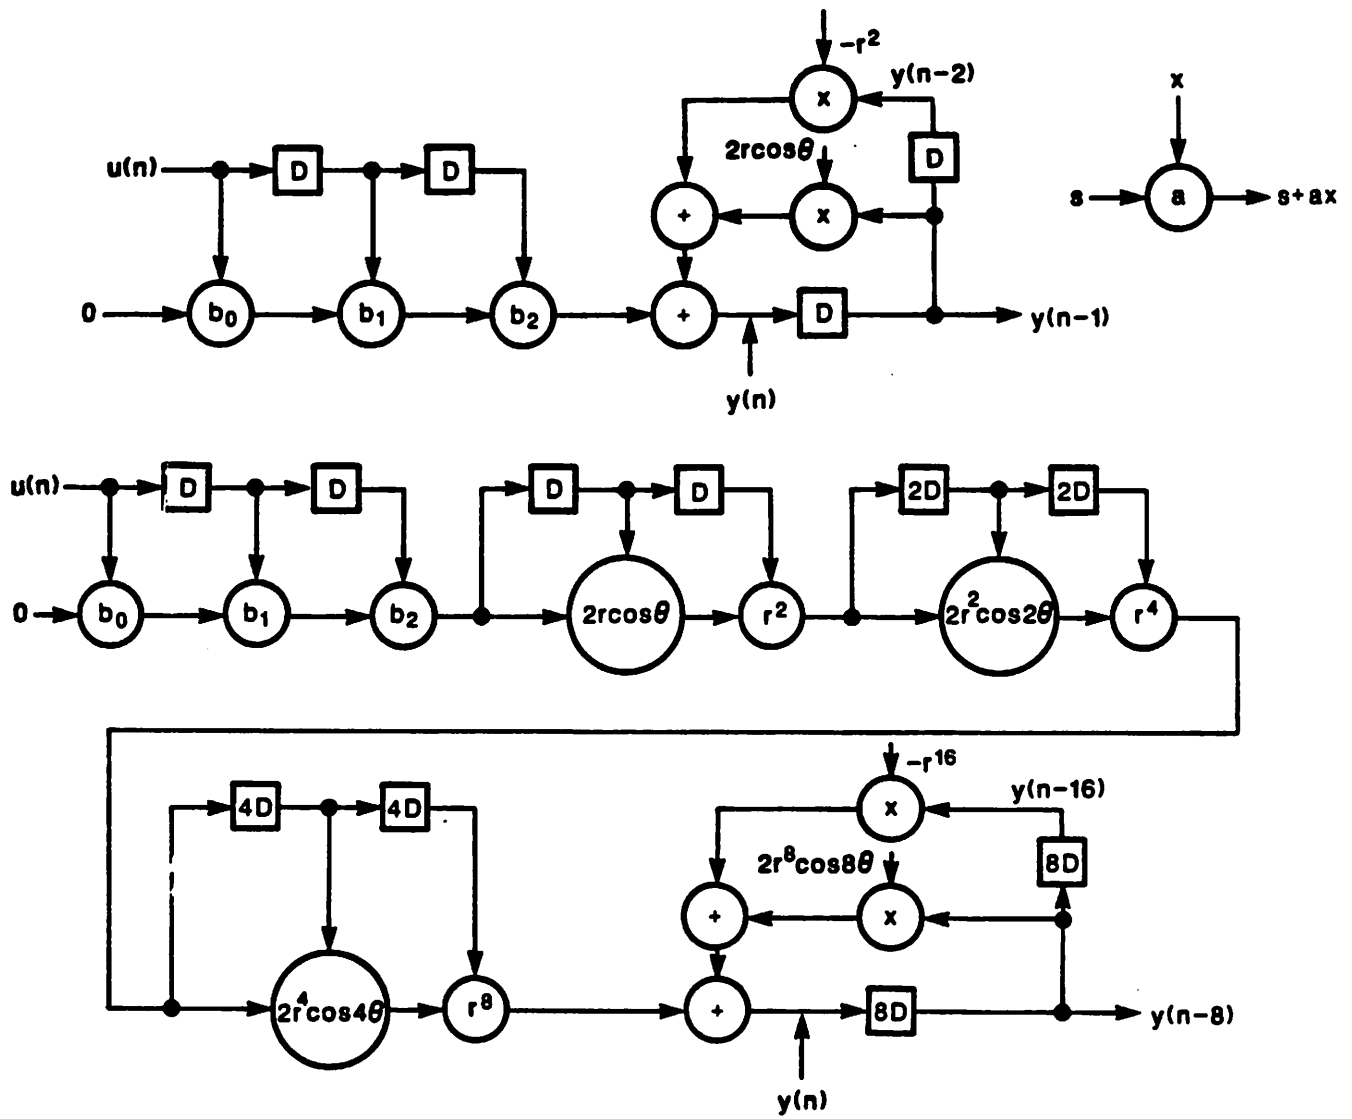 -r²
y(n-2)
x
x
u(n)
D
D
2rcosθ
D
s
a
s+ax
+
x
0
b₀
b₁
b₂
+
D
y(n-1)
y(n)
u(n)
D
D
D
D
2D
2D
0
b₀
b₁
b₂
2rcosθ
r²
2r²cos2θ
r⁴
-r¹⁶
4D
4D
x
y(n-16)
2r⁸cos8θ
8D
+
x
2r⁴cos4θ
r⁸
+
8D
y(n-8)
y(n)